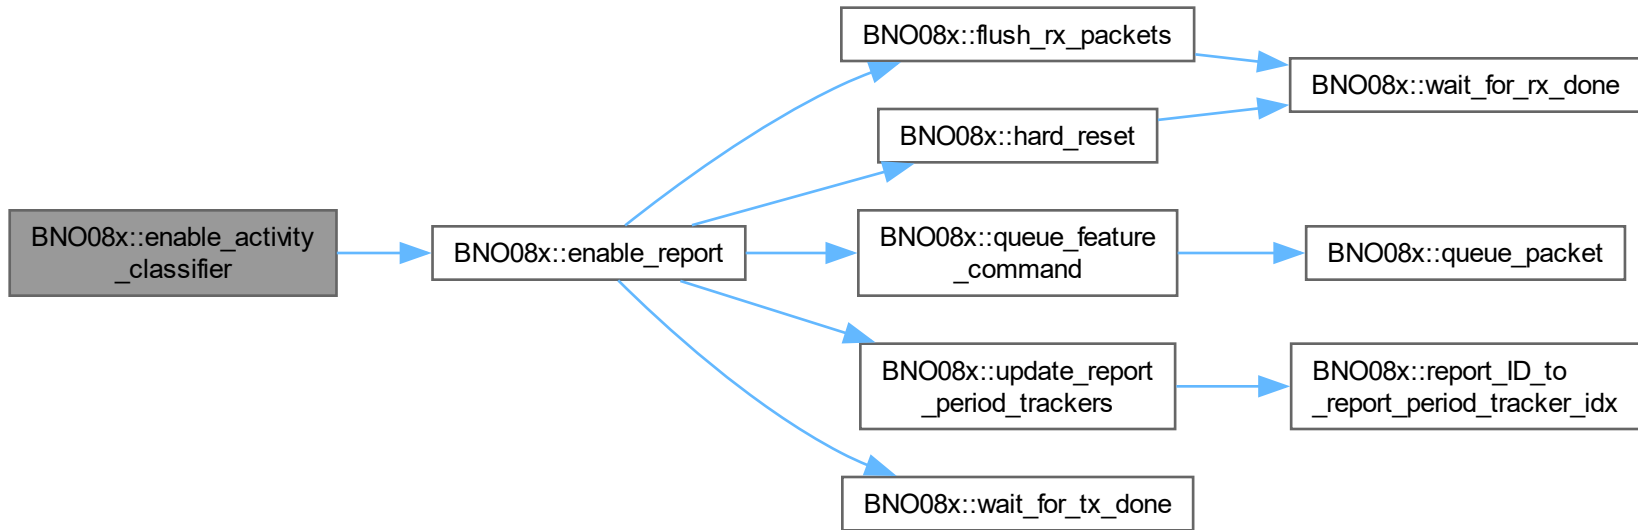 BNO08x::enable_activity
_classifier
BNO08x::enable_report
BNO08x::flush_rx_packets
BNO08x::hard_reset
BNO08x::queue_feature
_command
BNO08x::update_report
_period_trackers
BNO08x::wait_for_tx_done
BNO08x::wait_for_rx_done
BNO08x::queue_packet
BNO08x::report_ID_to
_report_period_tracker_idx